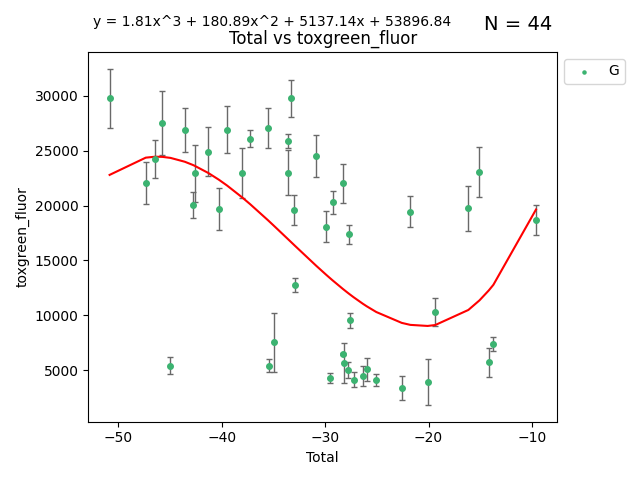 y = 1.81x^3 + 180.89x^2 + 5137.14x + 53896.84
N = 44
Total vs toxgreen_fluor
G
30000
25000
20000
15000
10000
5000
toxgreen_fluor
−50
−40
−30
−20
−10
Total